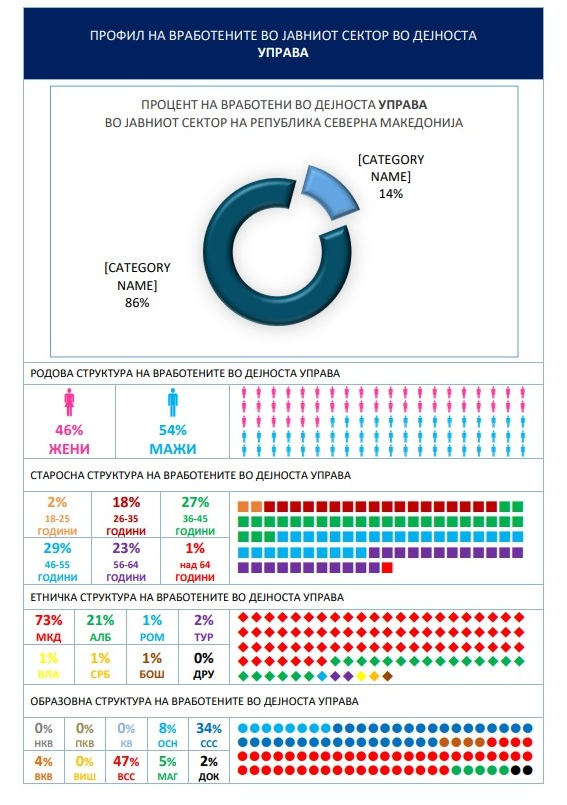 ПРОФИЛ НА ВРАБОТЕНИТЕ ВО ЈАВНИОТ СЕКТОР ВО ДЕЈНОСТА
УПРАВА
ПРОЦЕНТ НА ВРАБОТЕНИ ВО ДЕЈНОСТА УПРАВА
ВО ЈАВНИОТ СЕКТОР НА РЕПУБЛИКА СЕВЕРНА МАКЕДОНИЈА
[CATEGORY
NAME]
14%
[CATEGORY
NAME]
86%
РОДОВА СТРУКТУРА НА ВРАБОТЕНИТЕ ВО ДЕЈНОСТА УПРАВА
46% 54%
ЖЕНИ МАЖИ
СТАРОСНА СТРУКТУРА НА ВРАБОТЕНИТЕ ВО ДЕЈНОСТА УПРАВА
2% 18% 27%
18-25 26-35 36-45
ГОДИНИ ГОДИНИ ГОДИНИ
29% 23% 1%
46-55 56-64 над 64
ГОДИНИ ГОДИНИ ГОДИНИ
ЕТНИЧКА СТРУКТУРА НА ВРАБОТЕНИТЕ ВО ДЕЈНОСТА УПРАВА
73% 21% 1% 2%
МКД АЛБ РОМ ТУР
1% 1% 1% 0%
ВЛА СРБ БОШ ДРУ
ОБРАЗОВНА СТРУКТУРА НА ВРАБОТЕНИТЕ ВО ДЕЈНОСТА УПРАВА
0% 0% 0% 8% 34%
НКВ ПКВ КВ ОСН ССС
4% 0% 47% 5% 2%
ВКВ ВИШ ВСС МАГ ДОК